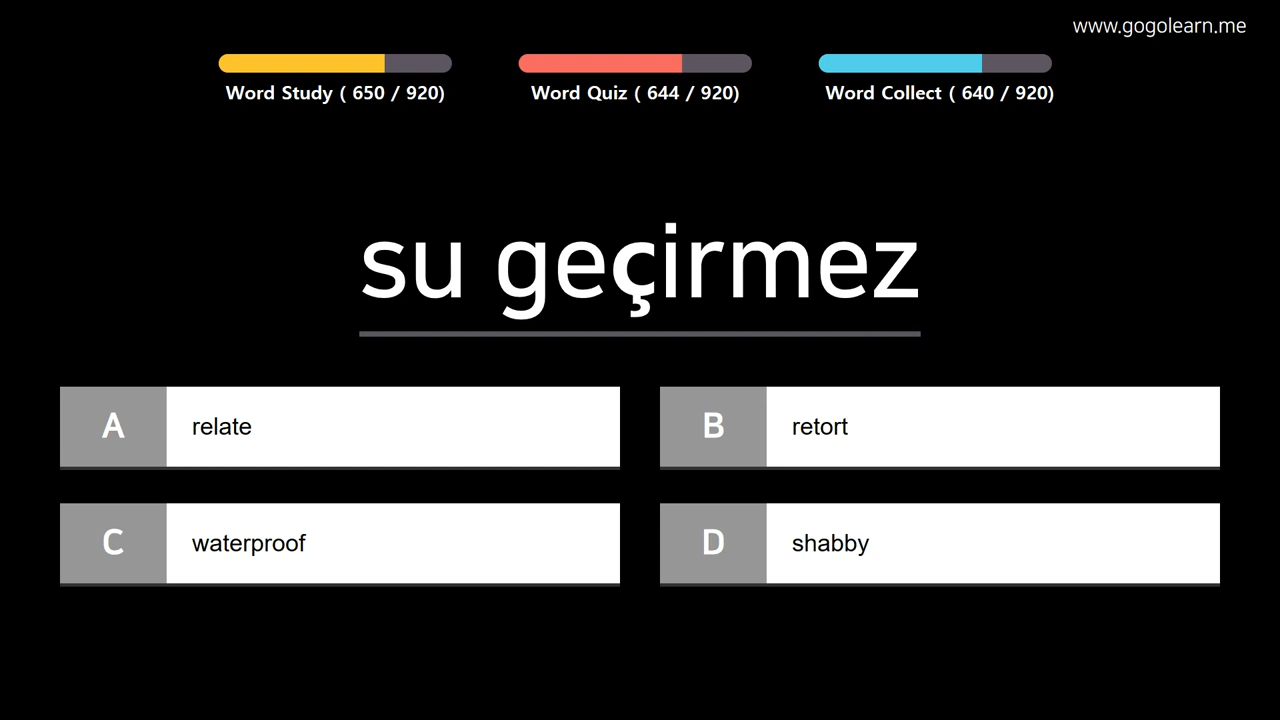 www.gogolearn.me
Word Study ( 650 / 920)
Word Quiz ( 644 / 920)
Word Collect ( 640 / 920)
su geçirmez
A relate
B retort
C waterproof
D shabby